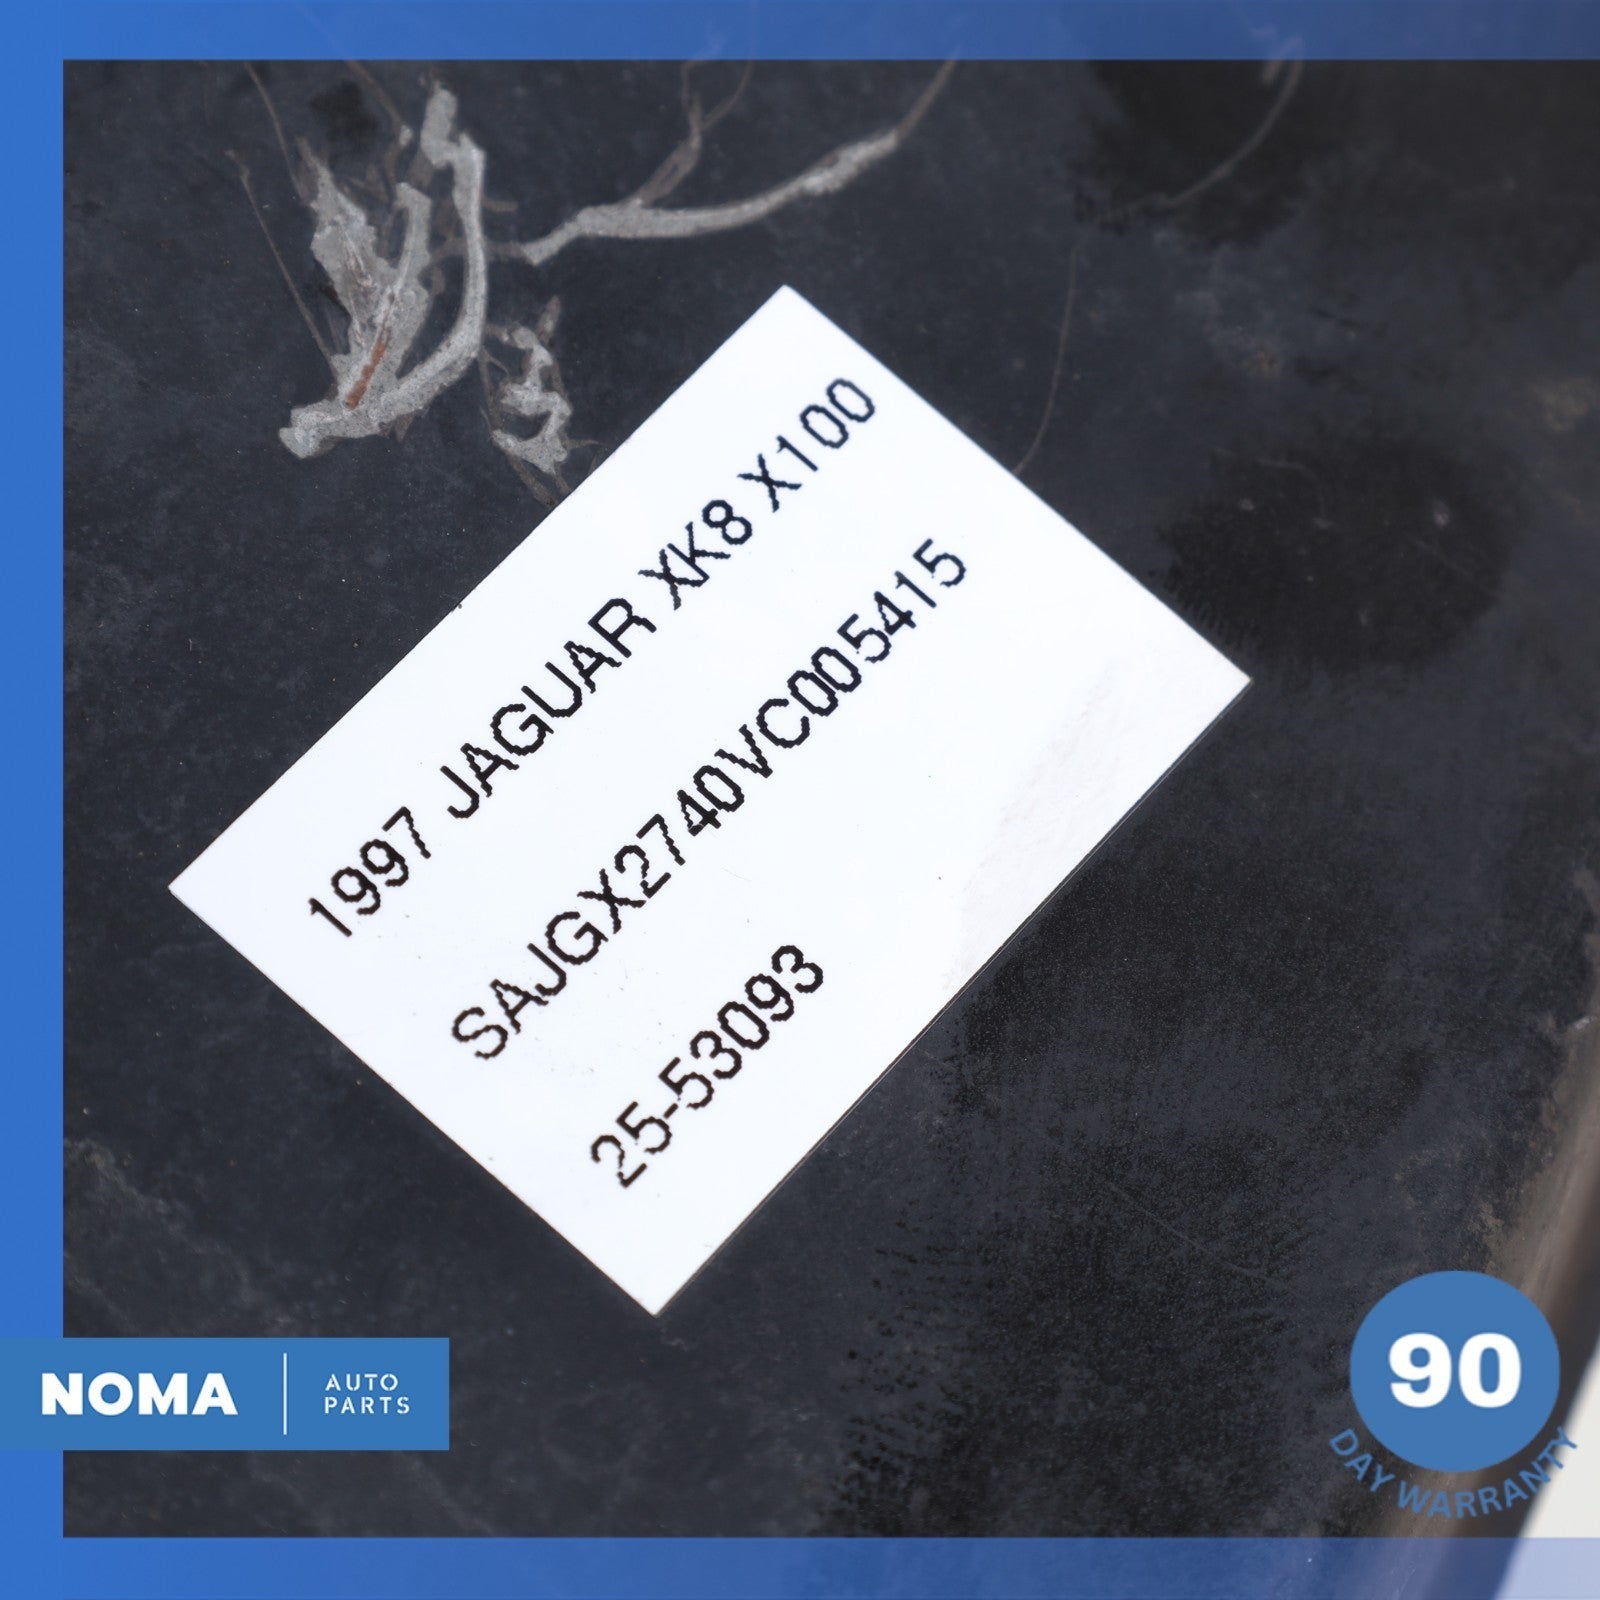 1997 JAGUAR XK8 X100
SAJGX2740VC005415
25-53093
NOMA
AUTO
PARTS
90
DAY WARRANTY